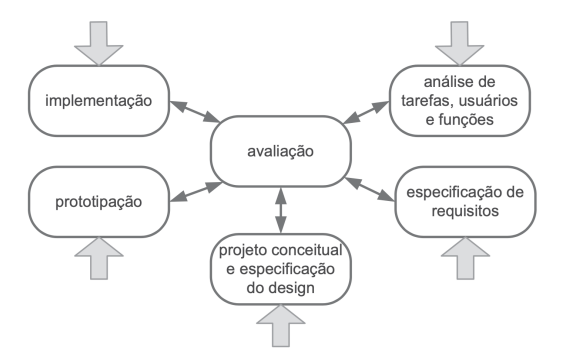 implementação
análise de
tarefas, usuários
e funções
avaliação
prototipação
especificação de
requisitos
projeto conceitual
e especificação
do design